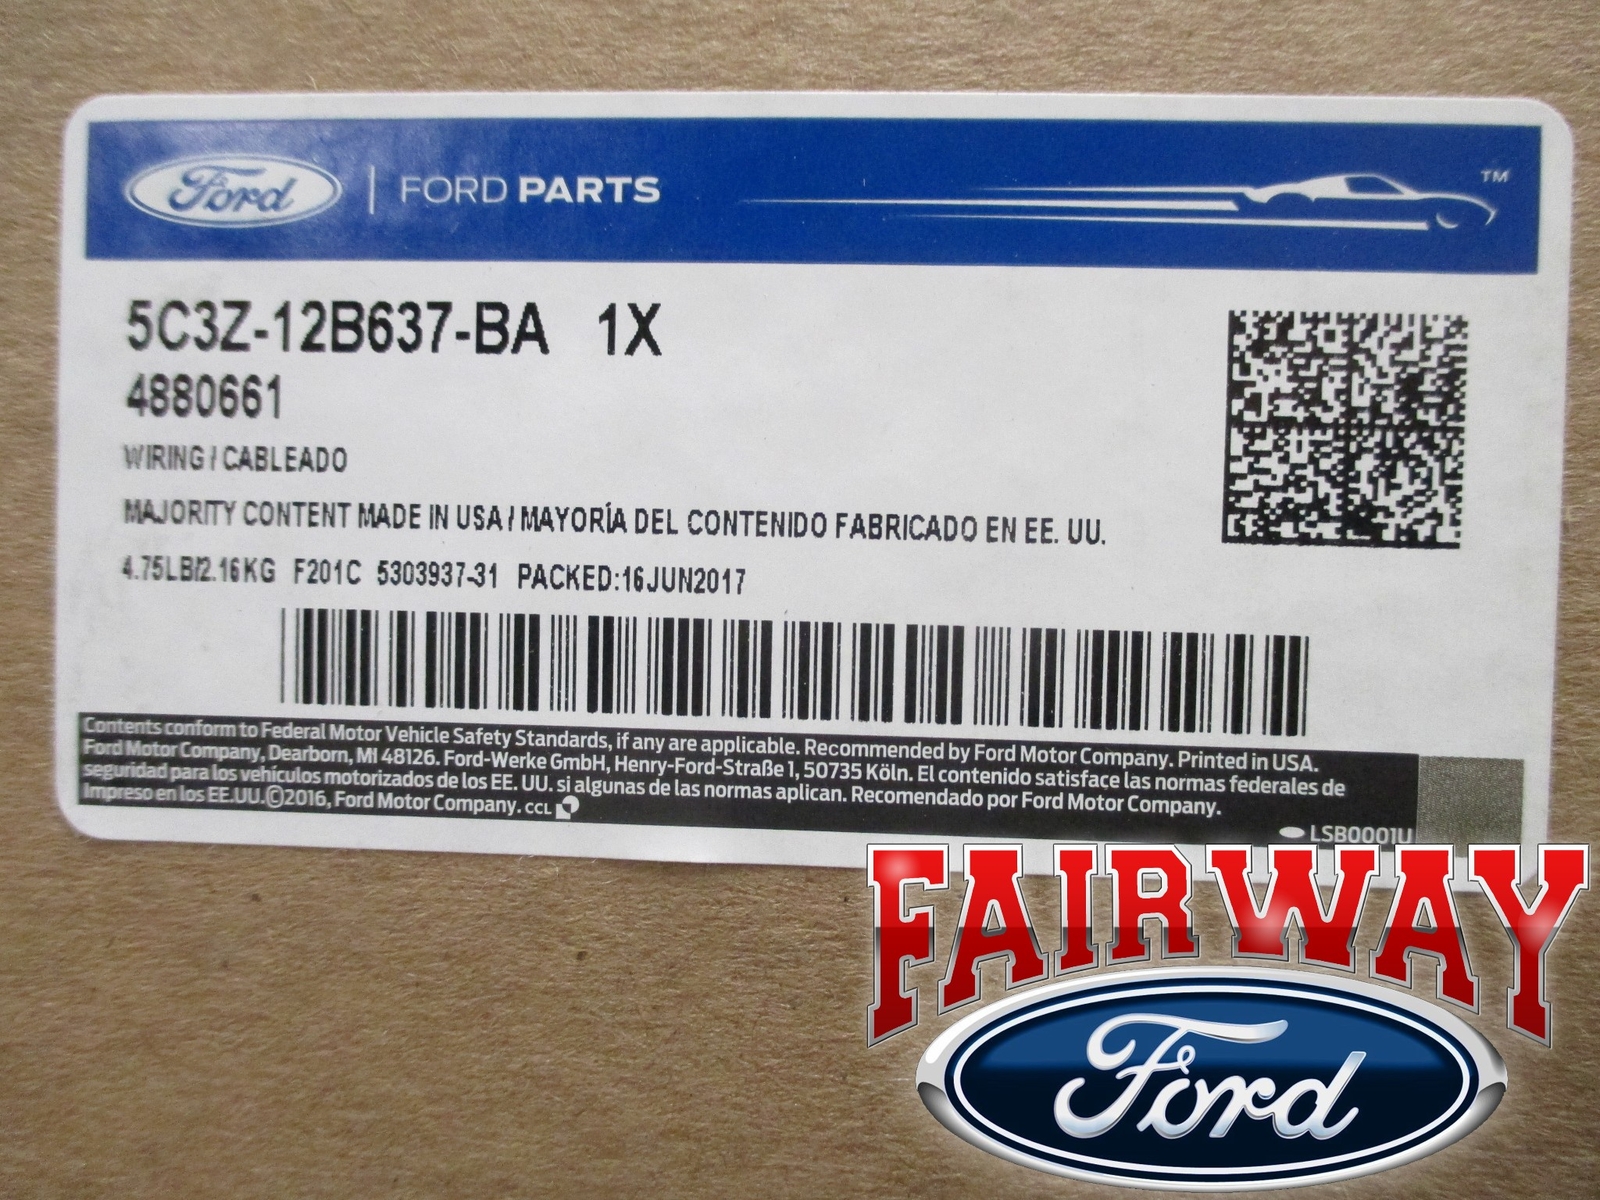 Ford | FORD PARTS ™
5C3Z-12B637-BA 1X
4880661
WIRING / CABLEADO
MAJORITY CONTENT MADE IN USA / MAYORÍA DEL CONTENIDO FABRICADO EN EE. UU.
4.75LB/2.16KG F201C 5303937-31 PACKED:16JUN2017
Contents conform to Federal Motor Vehicle Safety Standards, if any are applicable. Recommended by Ford Motor Company. Printed in USA.
Ford Motor Company, Dearborn, MI 48126. Ford-Werke GmbH, Henry-Ford-Straße 1, 50735 Köln. El contenido satisface las normas federales de
seguridad para los vehículos motorizados de los EE. UU. si algunas de las normas aplican. Recomendado por Ford Motor Company.
Impreso en los EE.UU.©2016, Ford Motor Company. CCL
LSB0001U
FAIRWAY
Ford